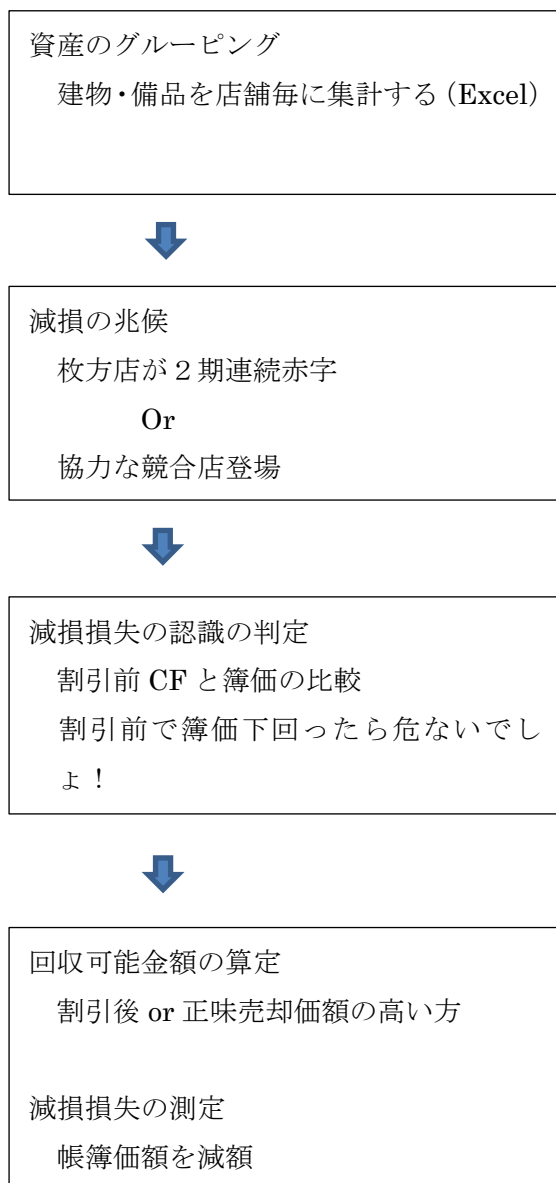 資産のグルーピング
建物・備品を店舗毎に集計する（Excel）
減損の兆候
枚方店が２期連続赤字
Or
協力な競合店登場
減損損失の認識の判定
割引前 CF と簿価の比較
割引前で簿価下回ったら危ないでし
ょ！
回収可能金額の算定
割引後 or 正味売却価額の高い方
減損損失の測定
帳簿価額を減額